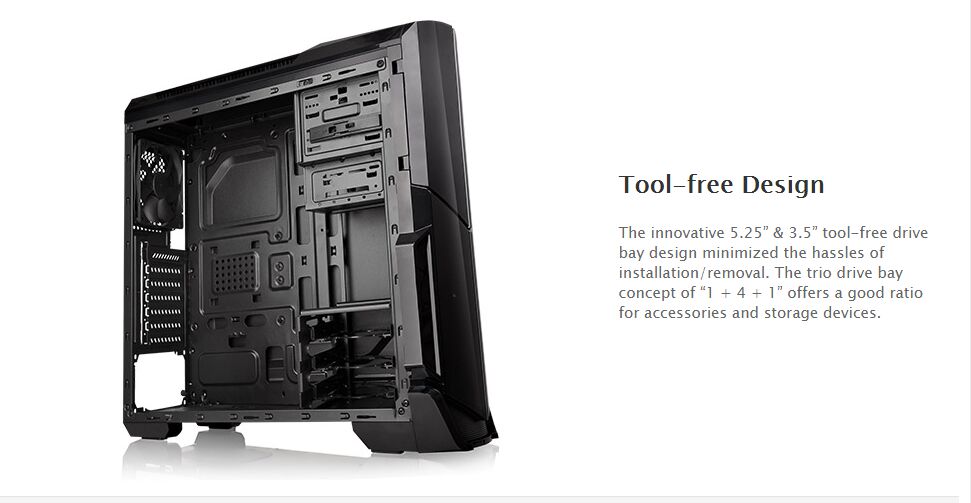 Tool-free Design
The innovative 5.25” & 3.5” tool-free drive
bay design minimized the hassles of
installation/removal. The trio drive bay
concept of “1 + 4 + 1” offers a good ratio
for accessories and storage devices.